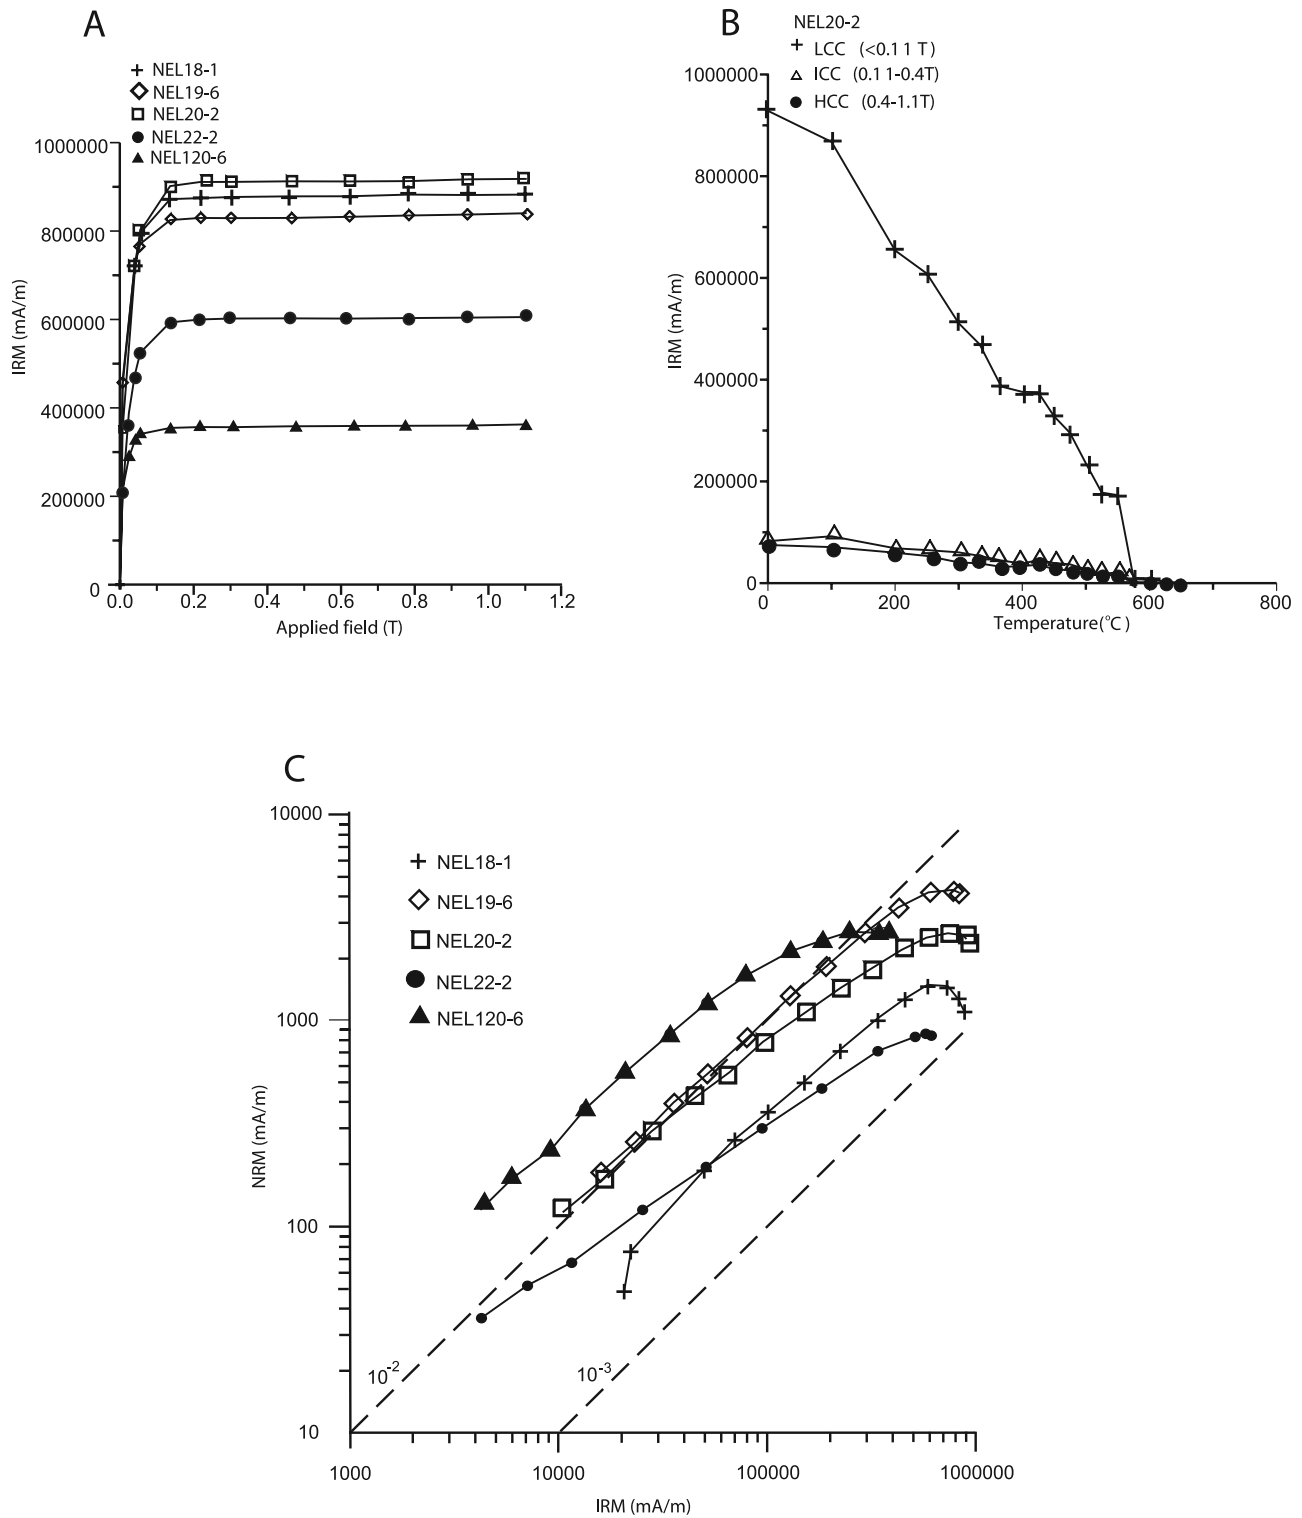 A
NEL18-1
NEL19-6
NEL20-2
NEL22-2
NEL120-6
1000000
800000
600000
400000
200000
0
IRM (mA/m)
0.0
0.2
0.4
0.6
0.8
1.0
1.2
Applied field (T)
B
NEL20-2
LCC (<0.11 T)
ICC (0.11-0.4T)
HCC (0.4-1.1T)
1000000
800000
600000
400000
200000
0
IRM (mA/m)
0
200
400
600
800
Temperature(°C)
C
NEL18-1
NEL19-6
NEL20-2
NEL22-2
NEL120-6
10000
1000
100
10
NRM (mA/m)
10⁻²
10⁻³
1000
10000
100000
1000000
IRM (mA/m)